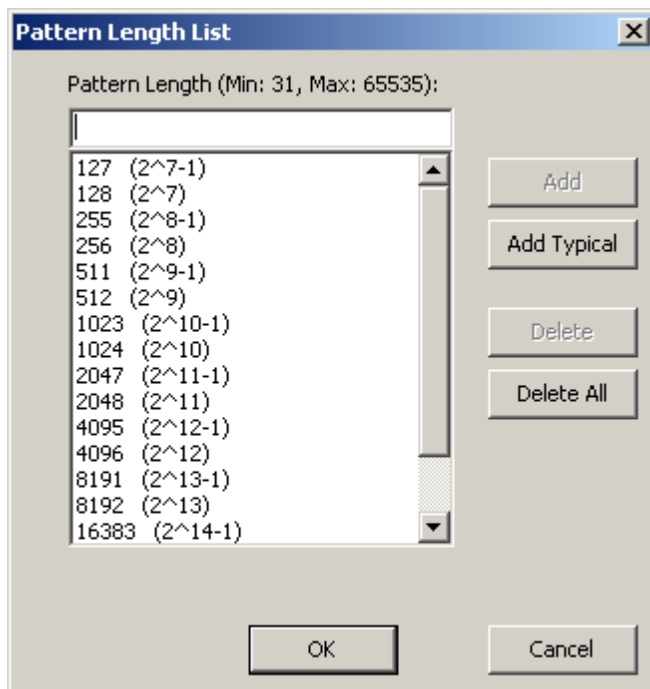 Pattern Length List
Pattern Length (Min: 31, Max: 65535):
127 (2^7-1)
128 (2^7)
255 (2^8-1)
256 (2^8)
511 (2^9-1)
512 (2^9)
1023 (2^10-1)
1024 (2^10)
2047 (2^11-1)
2048 (2^11)
4095 (2^12-1)
4096 (2^12)
8191 (2^13-1)
8192 (2^13)
16383 (2^14-1)
Add
Add Typical
Delete
Delete All
OK
Cancel